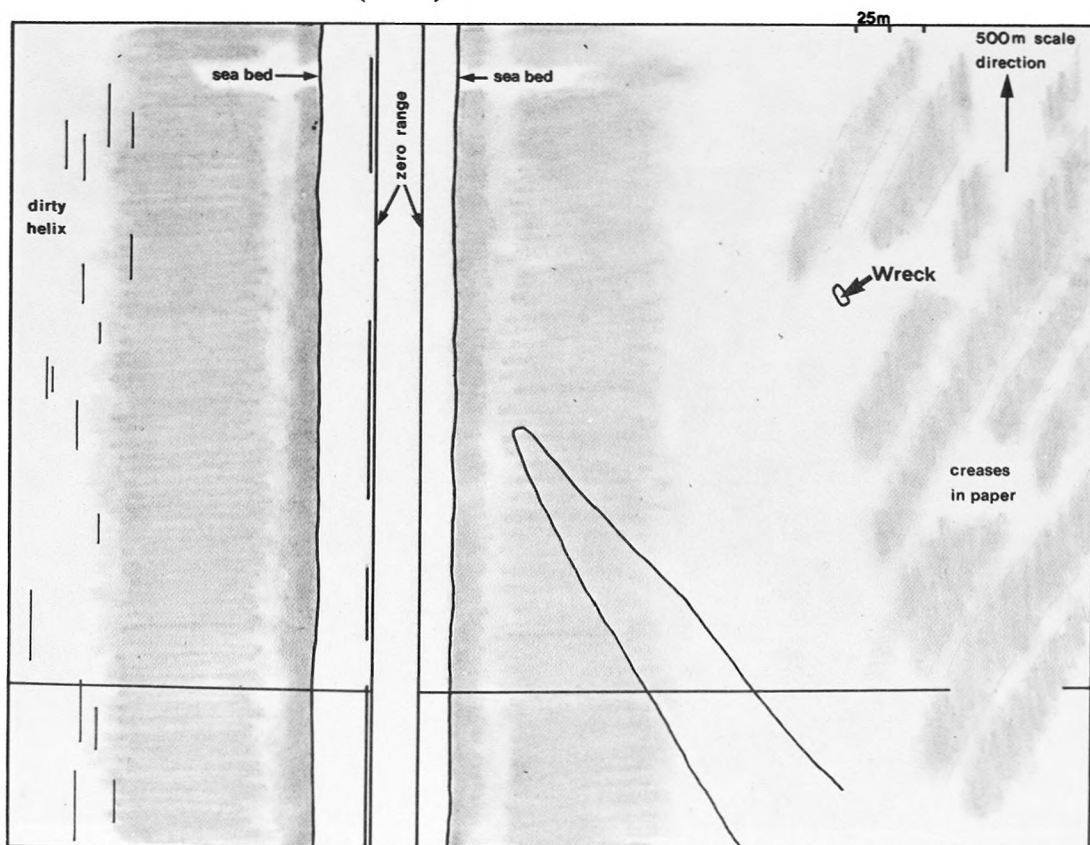 25m
500m scale
direction
sea bed
sea bed
zero range
dirty
helix
Wreck
creases
in paper